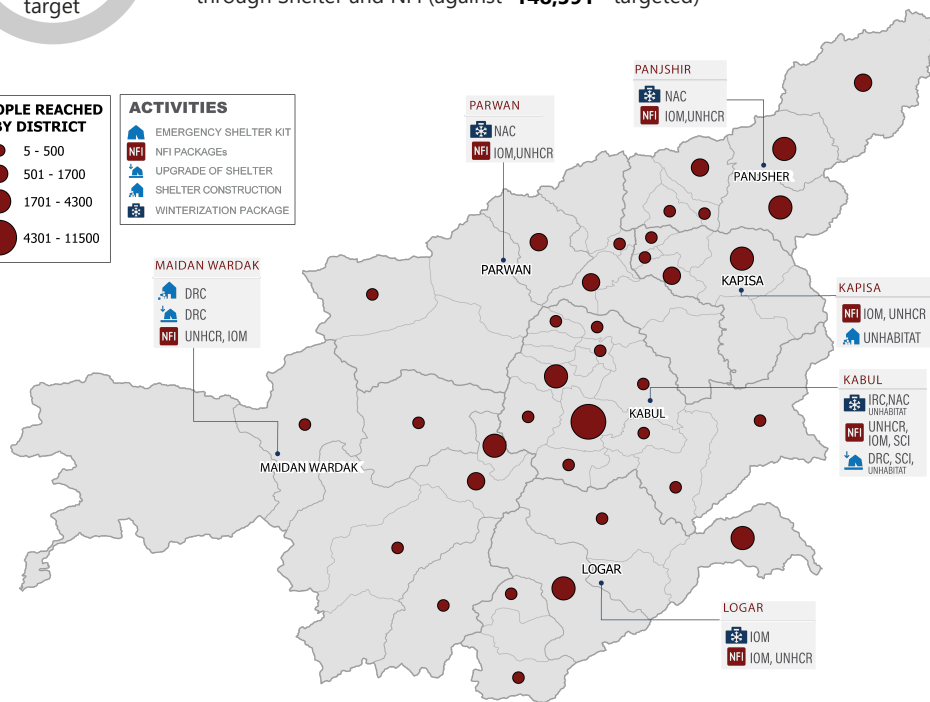 target
through Shelter and NFI (against 148,391 targeted)
OPLE REACHED
BY DISTRICT
5 - 500
501 - 1700
1701 - 4300
4301 - 11500
ACTIVITIES
EMERGENCY SHELTER KIT
NFI NFI PACKAGEs
UPGRADE OF SHELTER
SHELTER CONSTRUCTION
WINTERIZATION PACKAGE
PANJSHIR
NAC
NFI IOM,UNHCR
PARWAN
NAC
NFI IOM,UNHCR
PANJSHER
PARWAN
KAPISA
MAIDAN WARDAK
DRC
DRC
NFI UNHCR, IOM
KAPISA
NFI IOM, UNHCR
UNHABITAT
KABUL
IRC,NAC
UNHABITAT
NFI UNHCR,
IOM, SCI
DRC, SCI,
UNHABITAT
KABUL
MAIDAN WARDAK
LOGAR
LOGAR
IOM
NFI IOM, UNHCR